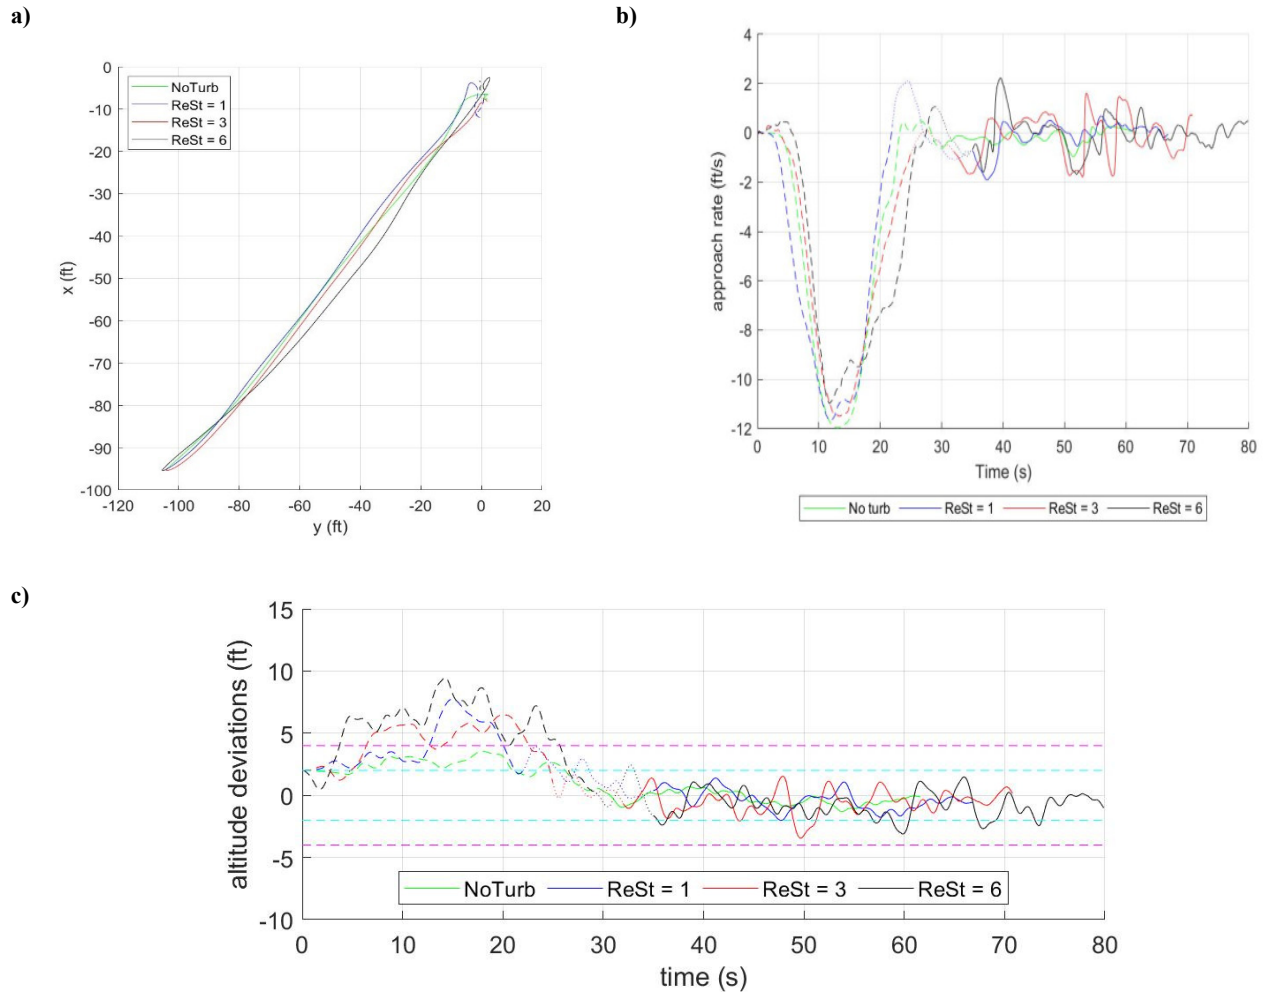 a)
0
-10
-20
-30
-40
-50
-60
-70
-80
-90
-100
x (ft)
NoTurb
ReSt = 1
ReSt = 3
ReSt = 6
-120 -100 -80 -60 -40 -20 0 20
y (ft)
b)
4
2
0
-2
-4
-6
-8
-10
-12
approach rate (ft/s)
0 10 20 30 40 50 60 70 80
Time (s)
No turb ReSt = 1 ReSt = 3 ReSt = 6
c)
15
10
5
0
-5
-10
altitude deviations (ft)
NoTurb ReSt = 1 ReSt = 3 ReSt = 6
0 10 20 30 40 50 60 70 80
time (s)